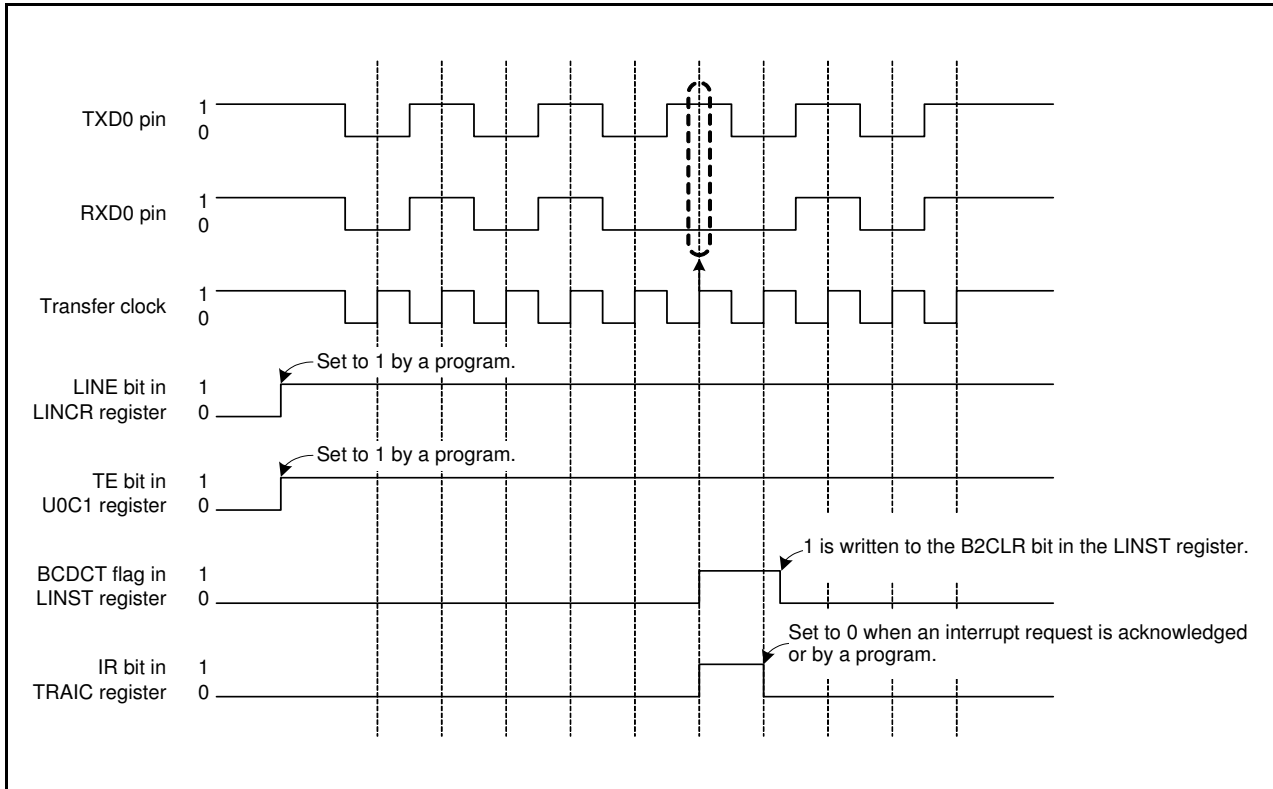 TXD0 pin
1
0
RXD0 pin
1
0
Transfer clock
1
0
Set to 1 by a program.
LINE bit in
LINCR register
1
0
Set to 1 by a program.
TE bit in
U0C1 register
1
0
1 is written to the B2CLR bit in the LINST register.
BCDCT flag in
LINST register
1
0
Set to 0 when an interrupt request is acknowledged
or by a program.
IR bit in
TRAIC register
1
0